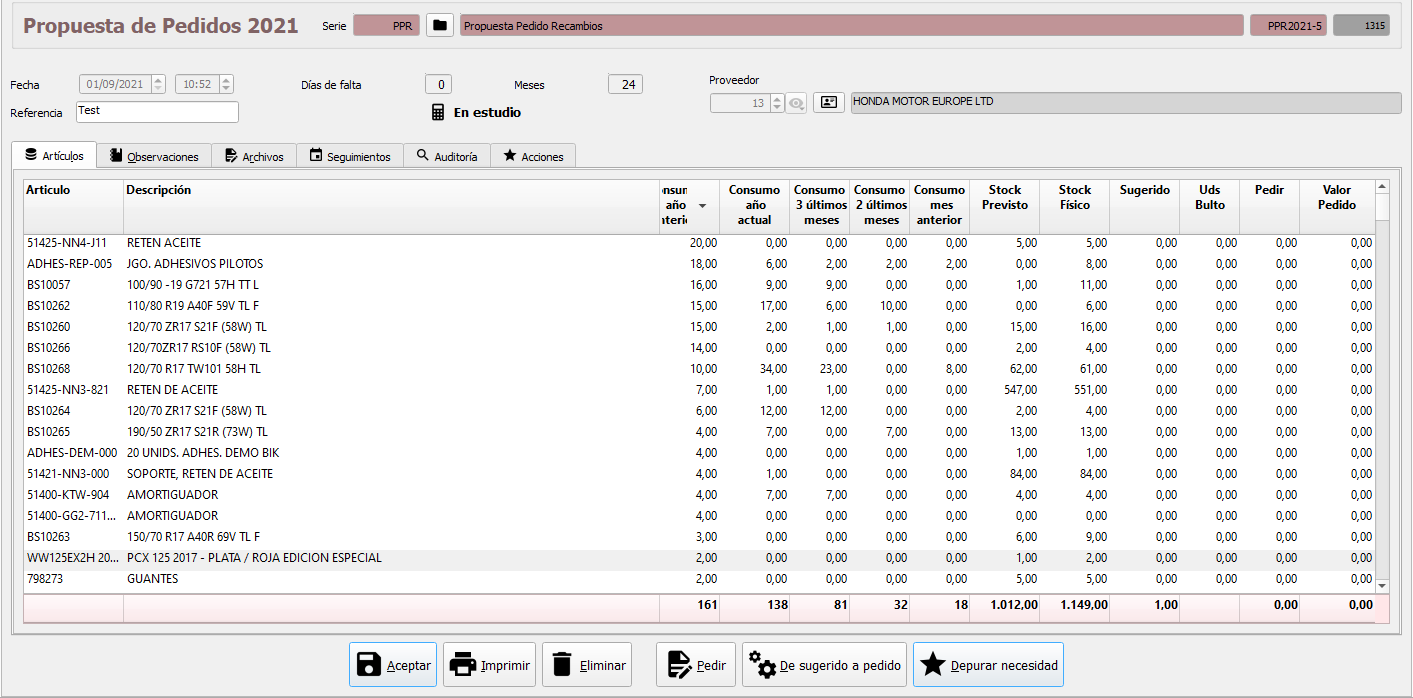 Propuesta de Pedidos 2021 Serie PPR Propuesta Pedido Recambios PPR2021-5 1315
Fecha 01/09/2021 10:52 Días de falta 0 Meses 24 Proveedor
13 HONDA MOTOR EUROPE LTD
Referencia Test En estudio
Artículos Observaciones Archivos Seguimientos Auditoría Acciones
Articulo Descripción año Consumo año actual Consumo 3 últimos meses Consumo 2 últimos meses Consumo mes anterior Stock Previsto Stock Físico Sugerido Uds Bulto Pedir Valor Pedido
51425-NN4-J11 RETEN ACEITE 20,00 0,00 0,00 0,00 0,00 5,00 5,00 0,00 0,00 0,00 0,00
ADHES-REP-005 JGO. ADHESIVOS PILOTOS 18,00 6,00 2,00 2,00 2,00 0,00 8,00 0,00 0,00 0,00 0,00
BS10057 100/90 -19 G721 57H TT L 16,00 9,00 9,00 0,00 0,00 1,00 11,00 0,00 0,00 0,00 0,00
BS10262 110/80 R19 A40F 59V TL F 15,00 17,00 6,00 10,00 0,00 0,00 6,00 0,00 0,00 0,00 0,00
BS10260 120/70 ZR17 S21F (58W) TL 15,00 2,00 1,00 1,00 0,00 15,00 16,00 0,00 0,00 0,00 0,00
BS10266 120/70ZR17 RS10F (58W) TL 14,00 0,00 0,00 0,00 0,00 2,00 4,00 0,00 0,00 0,00 0,00
BS10268 120/70 R17 TW101 58H TL 10,00 34,00 23,00 0,00 8,00 62,00 61,00 0,00 0,00 0,00 0,00
51425-NN3-821 RETEN DE ACEITE 7,00 1,00 1,00 0,00 0,00 547,00 551,00 0,00 0,00 0,00 0,00
BS10264 120/70 ZR17 S21F (58W) TL 6,00 12,00 12,00 0,00 0,00 2,00 4,00 0,00 0,00 0,00 0,00
BS10265 190/50 ZR17 S21R (73W) TL 4,00 7,00 0,00 7,00 0,00 13,00 13,00 0,00 0,00 0,00 0,00
ADHES-DEM-000 20 UNIDS. ADHES. DEMO BIK 4,00 0,00 0,00 0,00 0,00 1,00 1,00 0,00 0,00 0,00 0,00
51421-NN3-000 SOPORTE, RETEN DE ACEITE 4,00 1,00 0,00 0,00 0,00 84,00 84,00 0,00 0,00 0,00 0,00
51400-KTW-904 AMORTIGUADOR 4,00 7,00 7,00 0,00 0,00 4,00 4,00 0,00 0,00 0,00 0,00
51400-GG2-711... AMORTIGUADOR 4,00 0,00 0,00 0,00 0,00 0,00 0,00 0,00 0,00 0,00 0,00
BS10263 150/70 R17 A40R 69V TL F 3,00 0,00 0,00 0,00 0,00 6,00 9,00 0,00 0,00 0,00 0,00
WW125EX2H 20... PCX 125 2017 - PLATA / ROJA EDICION ESPECIAL 2,00 0,00 0,00 0,00 0,00 1,00 2,00 0,00 0,00 0,00 0,00
798273 GUANTES 2,00 0,00 0,00 0,00 0,00 5,00 5,00 0,00 0,00 0,00 0,00
161 138 81 32 18 1.012,00 1.149,00 1,00 0,00 0,00
Aceptar Imprimir Eliminar Pedir De sugerido a pedido Depurar necesidad